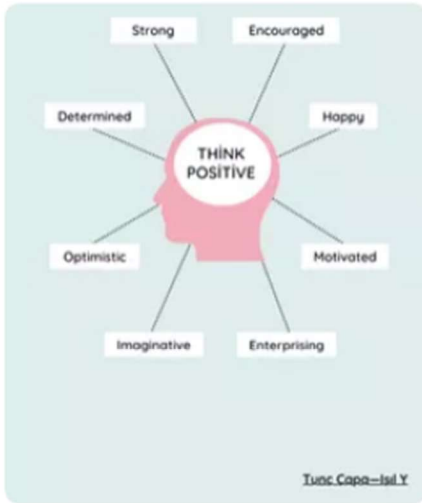 Strong
Encouraged
Determined
Happy
THİNK
POSİTİVE
Optimistic
Motivated
Imaginative
Enterprising
Tunc Capa—Isıl Y